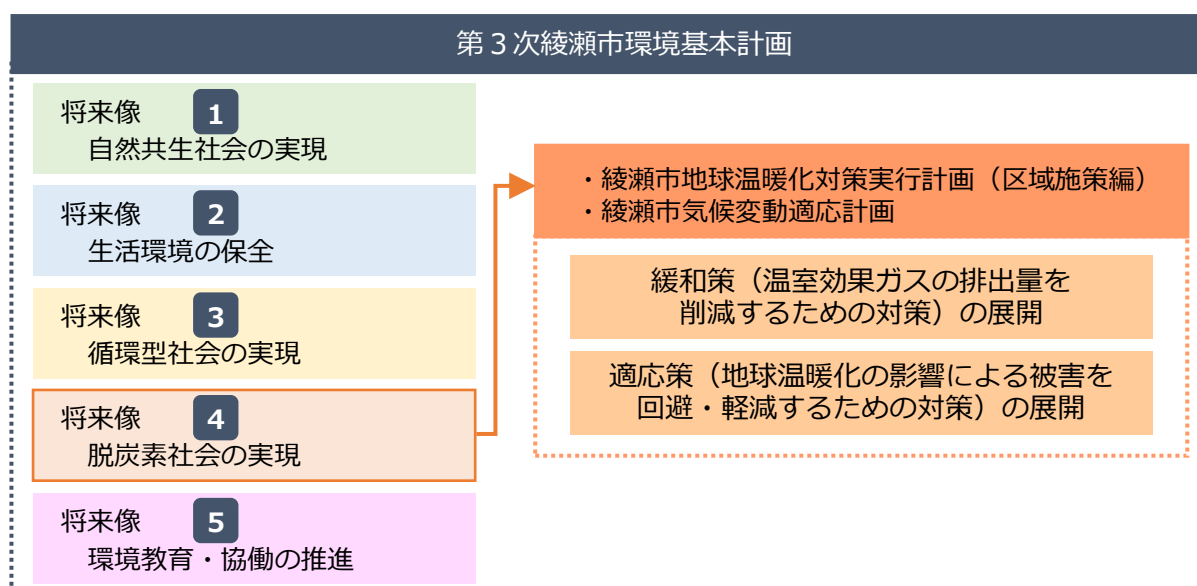 第３次綾瀬市環境基本計画
将来像 1
自然共生社会の実現
将来像 2
生活環境の保全
将来像 3
循環型社会の実現
将来像 4
脱炭素社会の実現
将来像 5
環境教育・協働の推進
・綾瀬市地球温暖化対策実行計画（区域施策編）
・綾瀬市気候変動適応計画
緩和策（温室効果ガスの排出量を
削減するための対策）の展開
適応策（地球温暖化の影響による被害を
回避・軽減するための対策）の展開